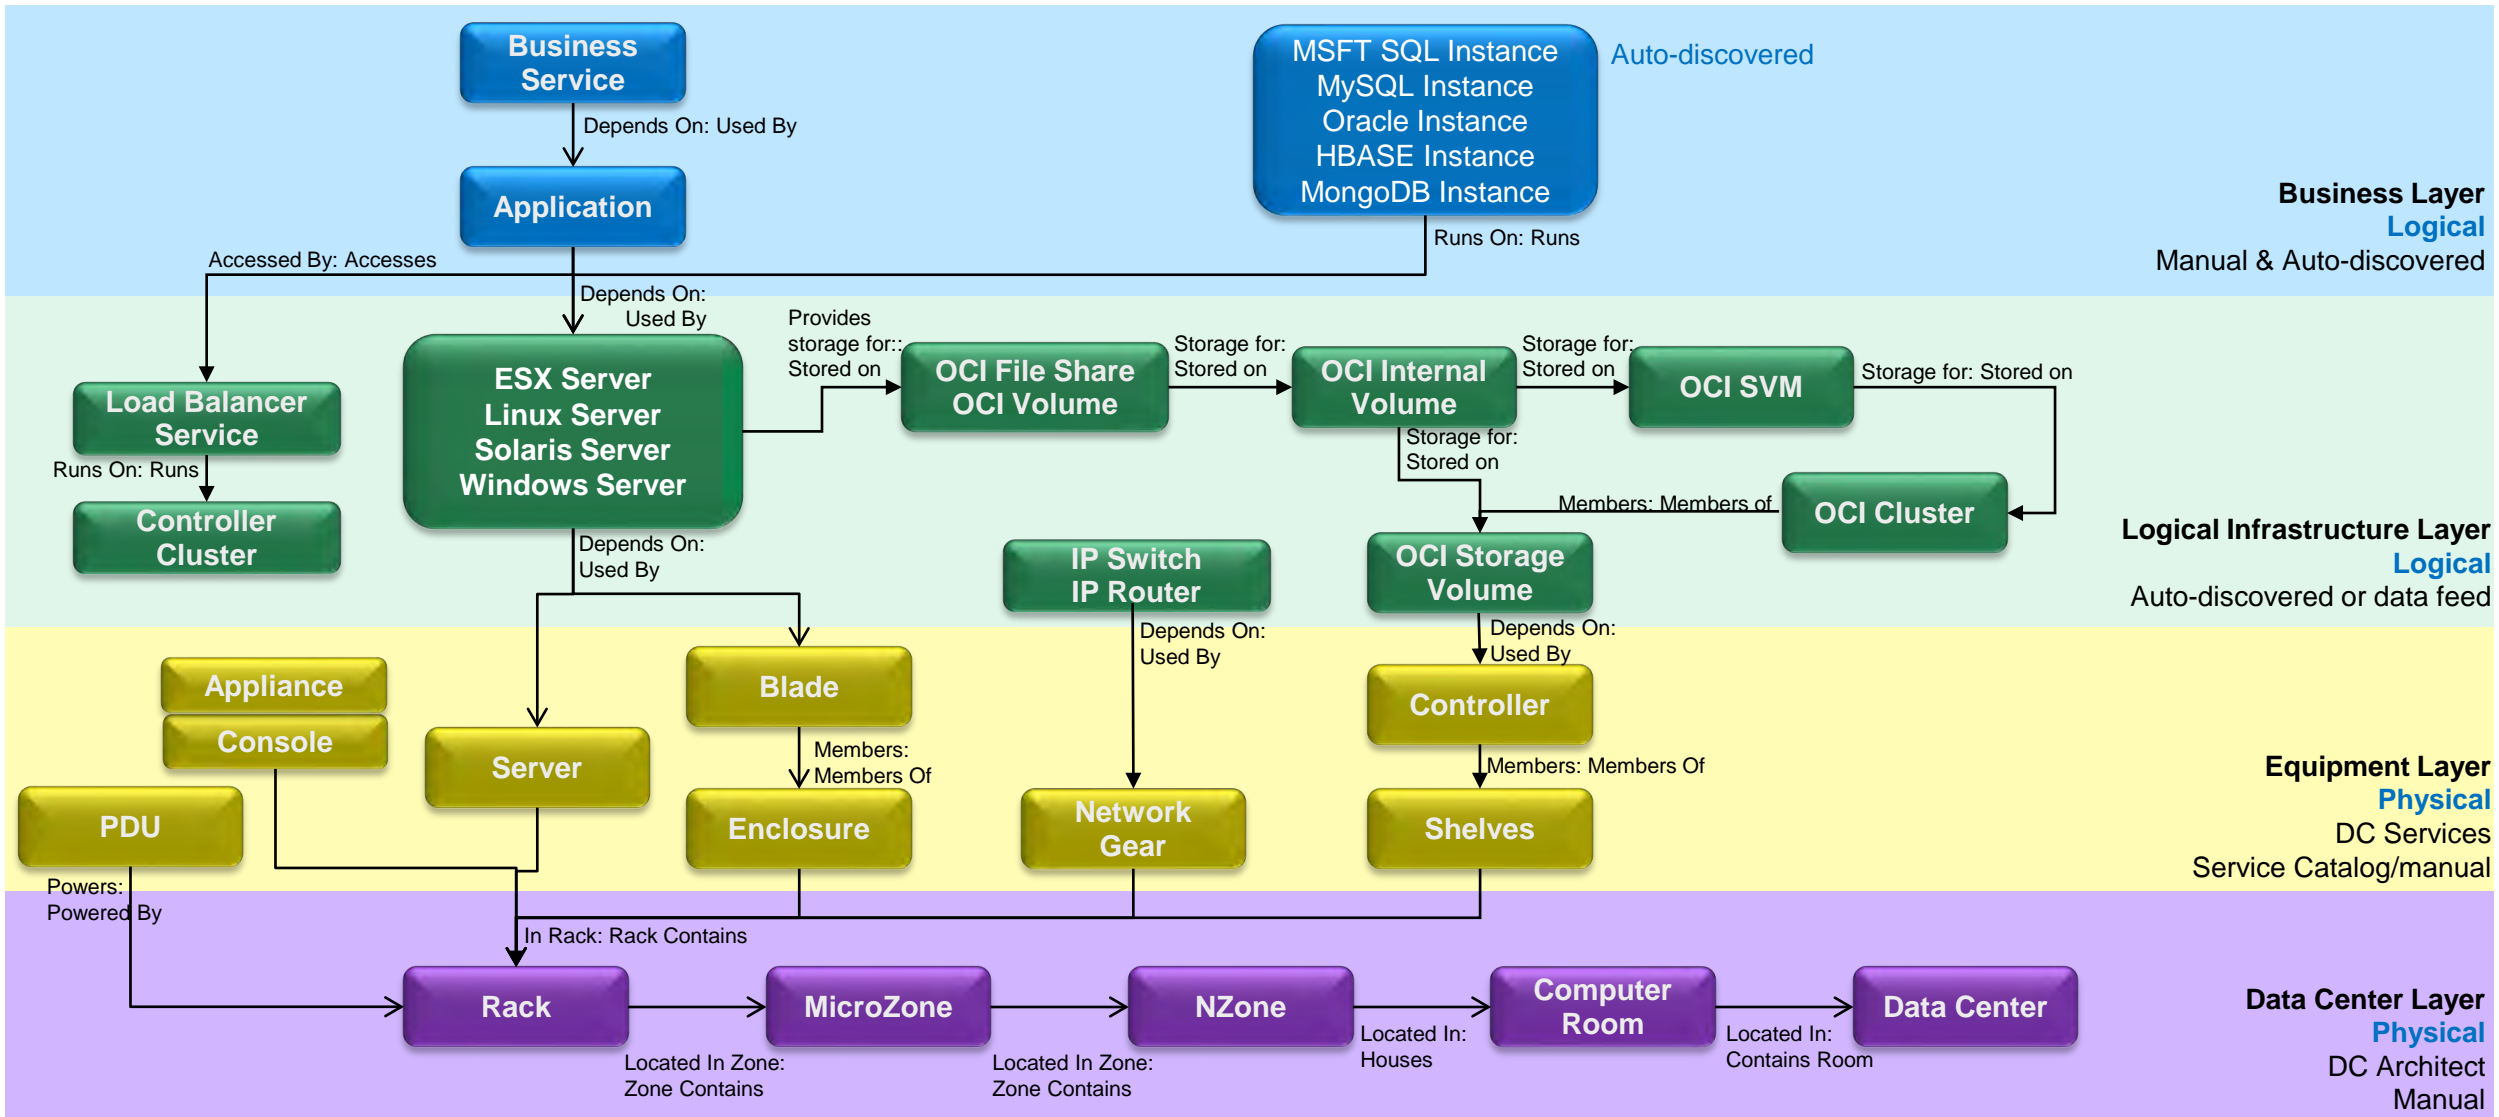 Business
Service
MSFT SQL Instance
MySQL Instance
Oracle Instance
HBASE Instance
MongoDB Instance
Auto-discovered
Depends On: Used By
Application
Business Layer
Logical
Manual & Auto-discovered
Runs On: Runs
Accessed By: Accesses
Depends On:
Used By
Provides
storage for::
Stored on
Storage for:
Stored on
Storage for:
Stored on
Storage for: Stored on
ESX Server
Linux Server
Solaris Server
Windows Server
OCI File Share
OCI Volume
OCI Internal
Volume
OCI SVM
Load Balancer
Service
Runs On: Runs
Controller
Cluster
Storage for:
Stored on
Members: Members of
OCI Cluster
Logical Infrastructure Layer
Logical
Auto-discovered or data feed
Depends On:
Used By
IP Switch
IP Router
OCI Storage
Volume
Depends On:
Used By
Depends On:
Used By
Appliance
Console
Server
Blade
Controller
Members:
Members Of
Members: Members Of
PDU
Enclosure
Network
Gear
Shelves
Equipment Layer
Physical
DC Services
Service Catalog/manual
Powers:
Powered By
In Rack: Rack Contains
Rack
MicroZone
NZone
Computer
Room
Data Center
Located In Zone:
Zone Contains
Located In Zone:
Zone Contains
Located In:
Houses
Located In:
Contains Room
Data Center Layer
Physical
DC Architect
Manual